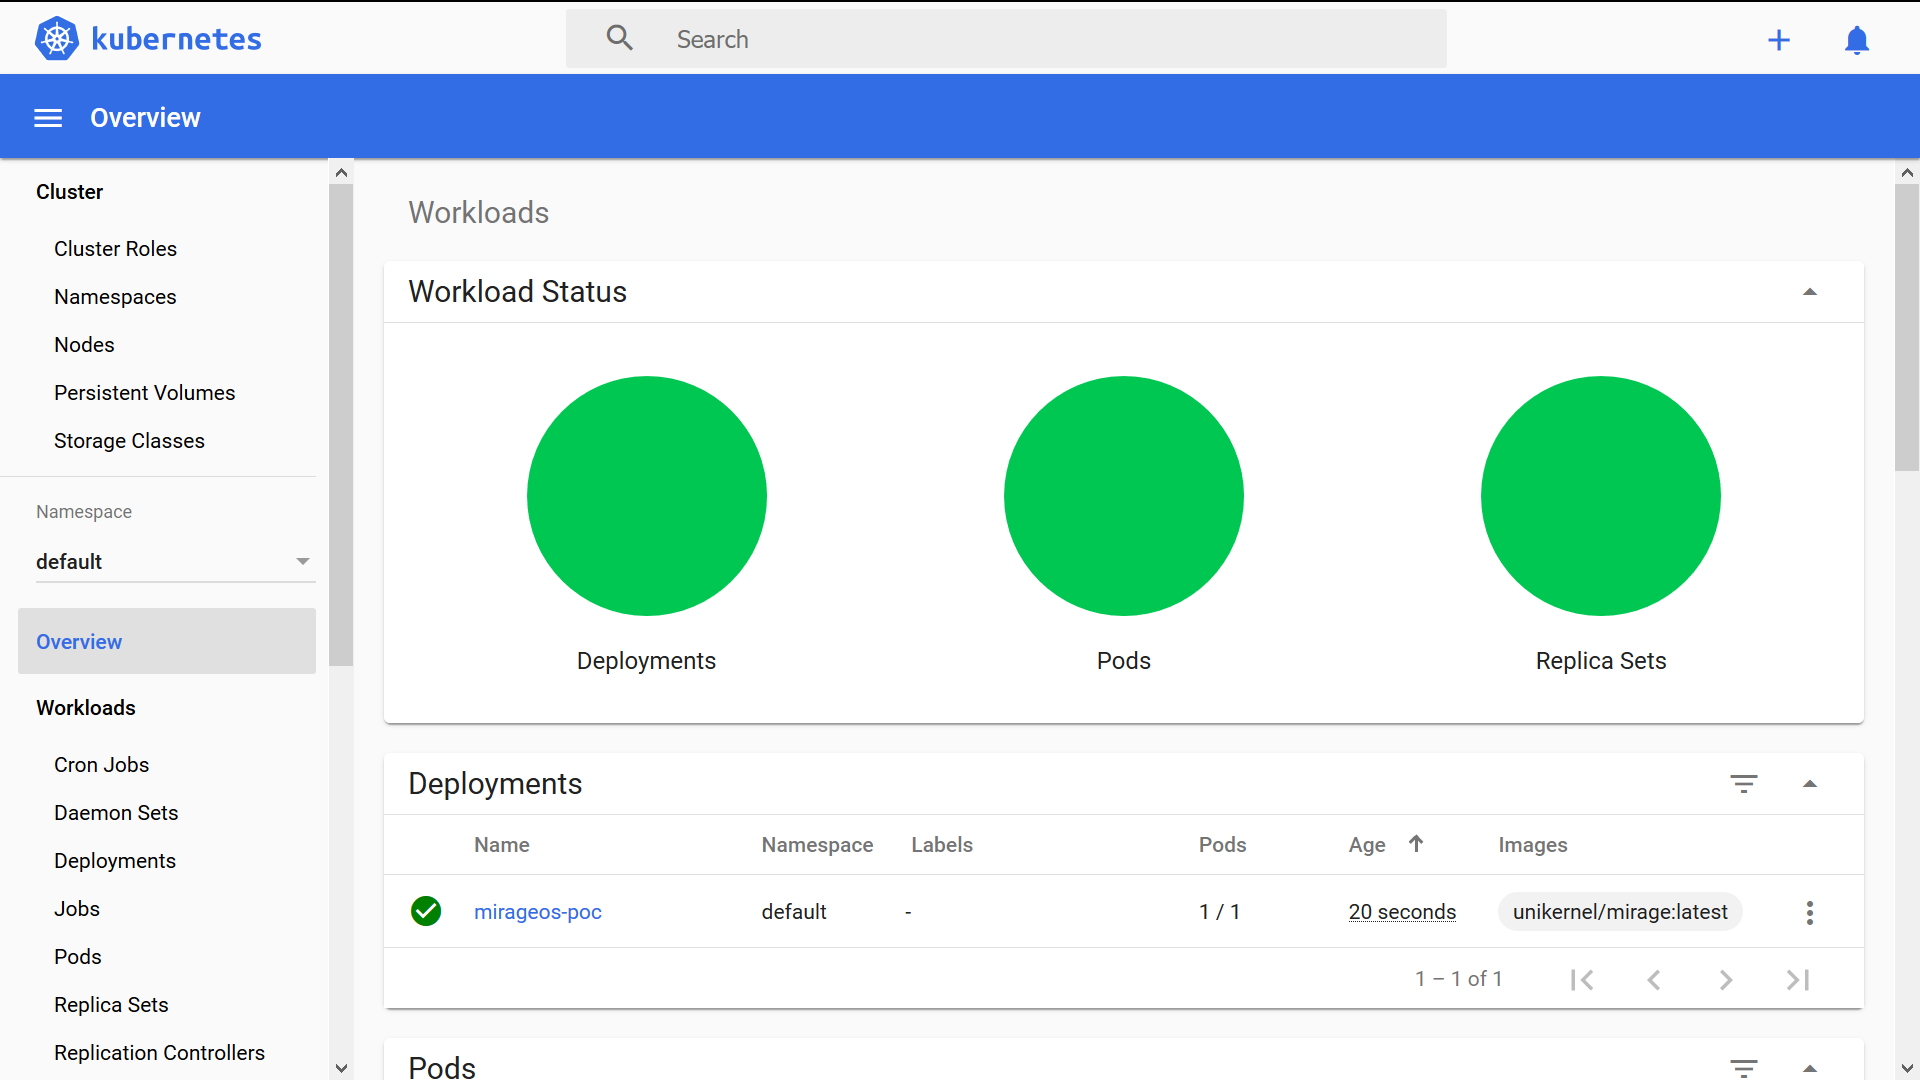 kubernetes
Search
Overview
Cluster
Cluster Roles
Namespaces
Nodes
Persistent Volumes
Storage Classes
Namespace
default
Overview
Workloads
Cron Jobs
Daemon Sets
Deployments
Jobs
Pods
Replica Sets
Replication Controllers
Workloads
Workload Status
Deployments Pods Replica Sets
Deployments
Name Namespace Labels Pods Age Images
mirageos-poc default - 1 / 1 20 seconds unikernel/mirage:latest
1 – 1 of 1
Pods